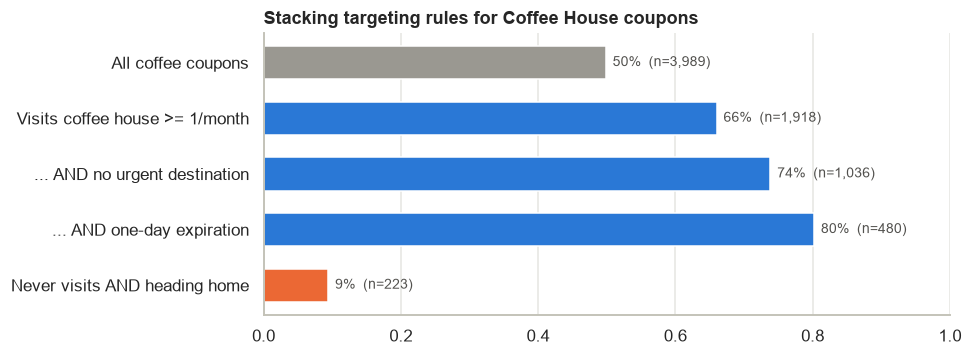 Stacking targeting rules for Coffee House coupons
All coffee coupons 50% (n=3,989)
Visits coffee house >= 1/month 66% (n=1,918)
... AND no urgent destination 74% (n=1,036)
... AND one-day expiration 80% (n=480)
Never visits AND heading home 9% (n=223)
0.0 0.2 0.4 0.6 0.8 1.0